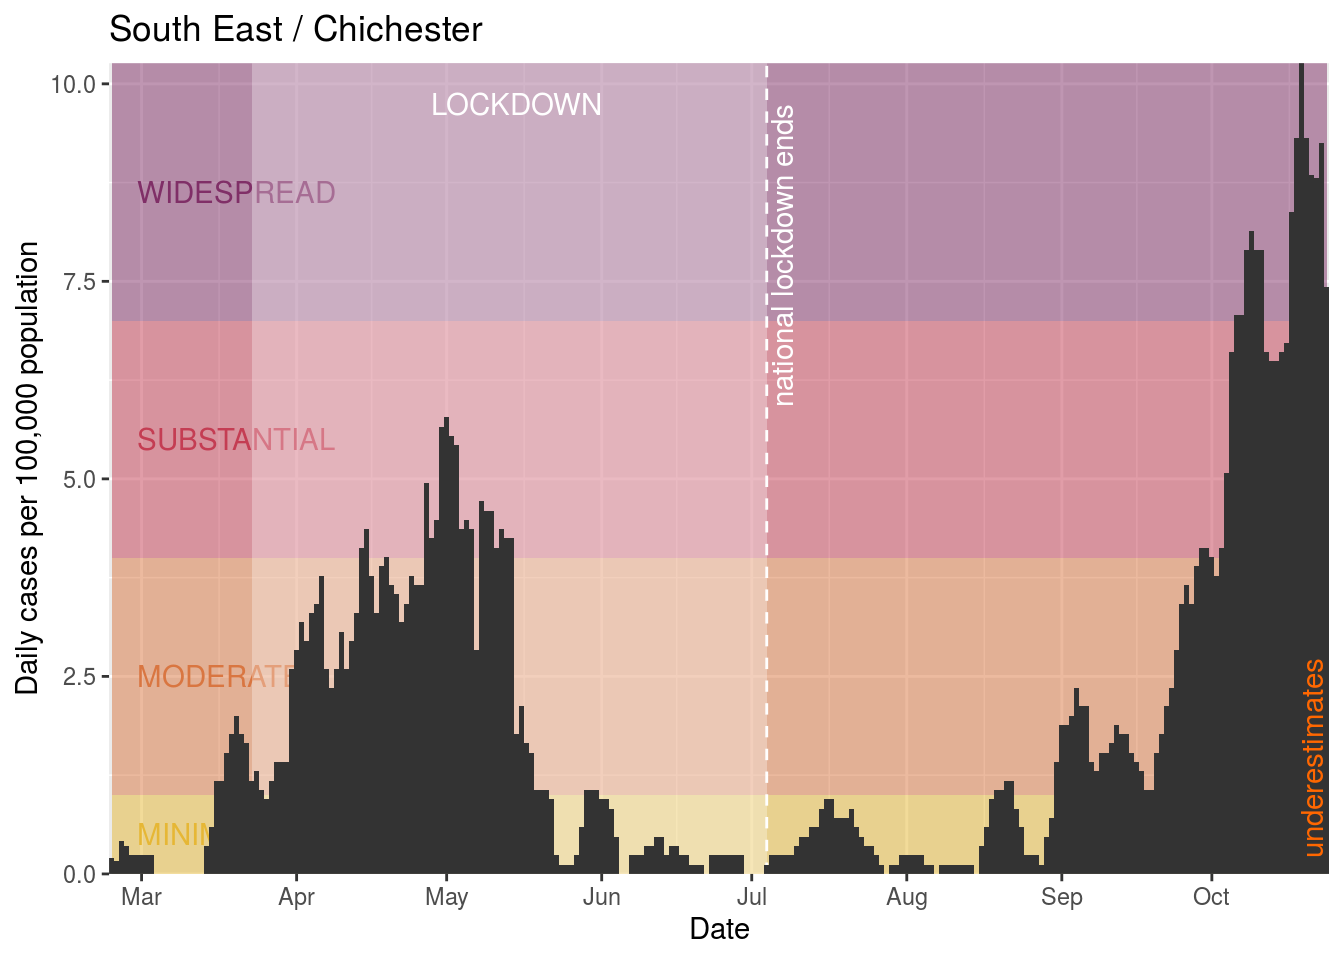 South East / Chichester
Daily cases per 100,000 population
10.0
7.5
5.0
2.5
0.0
LOCKDOWN
WIDESPREAD
SUBSTANTIAL
MODERATE
national lockdown ends
underestimates
Mar Apr May Jun Jul Aug Sep Oct
Date